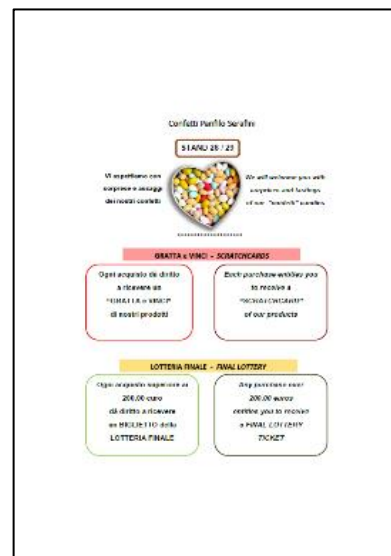 Confetti Panfilo Serafini
STAND 28 / 29
Vi aspettiamo con
sorprese e assaggi
dei nostri confetti
We will welcome you with
surprises and tastings
of our "confetti" candies.
GRATTA e VINCI - SCRATCHCARDS
Ogni acquisto dà diritto
a ricevere un
"GRATTA e VINCI"
di nostri prodotti
Each purchase entitles you
to receive a
"SCRATCHCARD"
of our products
LOTTERIA FINALE - FINAL LOTTERY
Ogni acquisto superiore ai
200,00 euro
dà diritto a ricevere
un BIGLIETTO della
LOTTERIA FINALE
Any purchase over
200.00 euros
entitles you to receive
a FINAL LOTTERY
TICKET